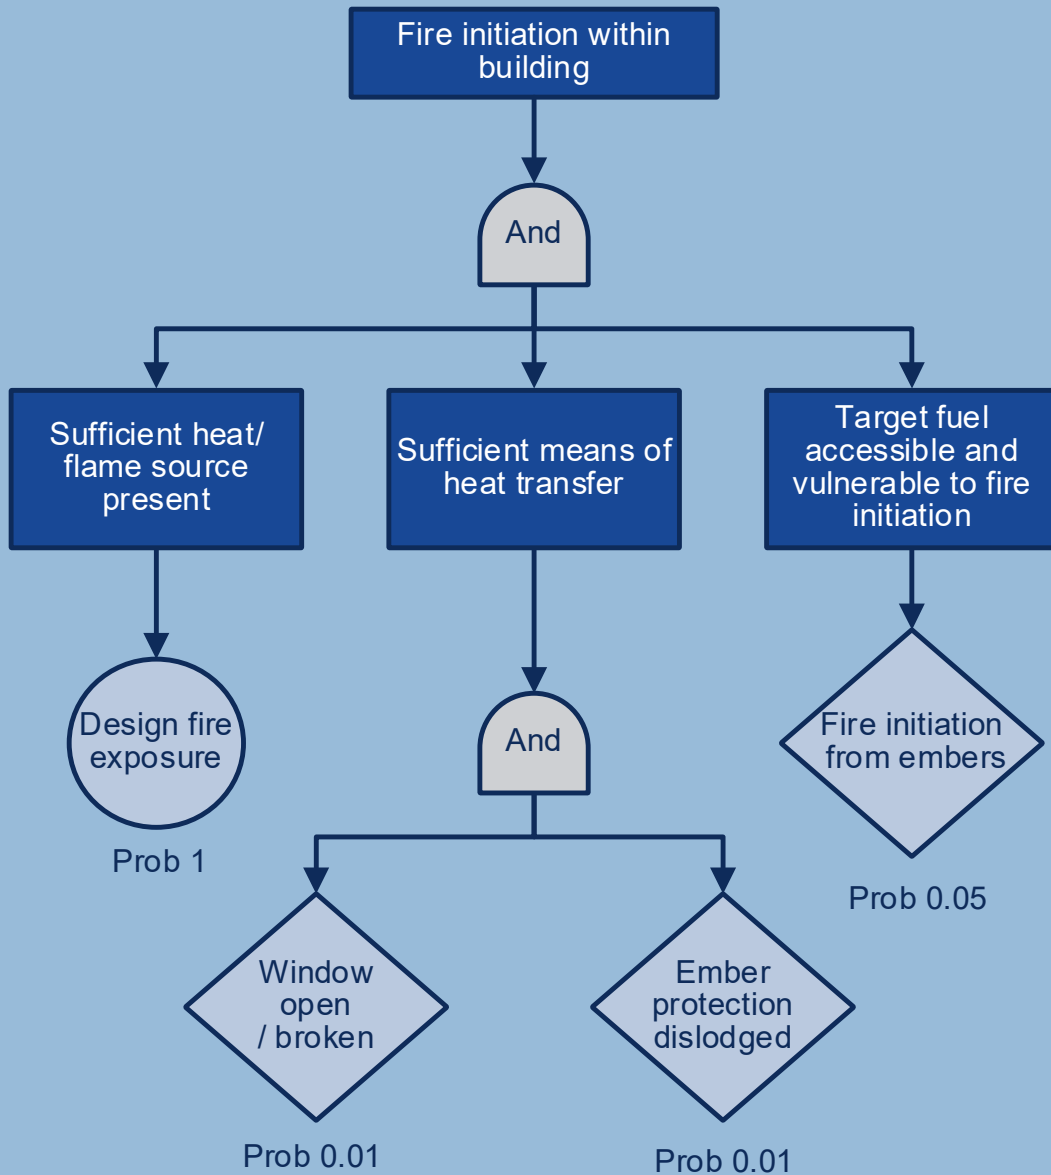 Fire initiation within
building
And
Sufficient heat/
flame source
present
Sufficient means of
heat transfer
Target fuel
accessible and
vulnerable to fire
initiation
Design fire
exposure
Prob 1
And
Fire initiation
from embers
Prob 0.05
Window
open
/ broken
Prob 0.01
Ember
protection
dislodged
Prob 0.01